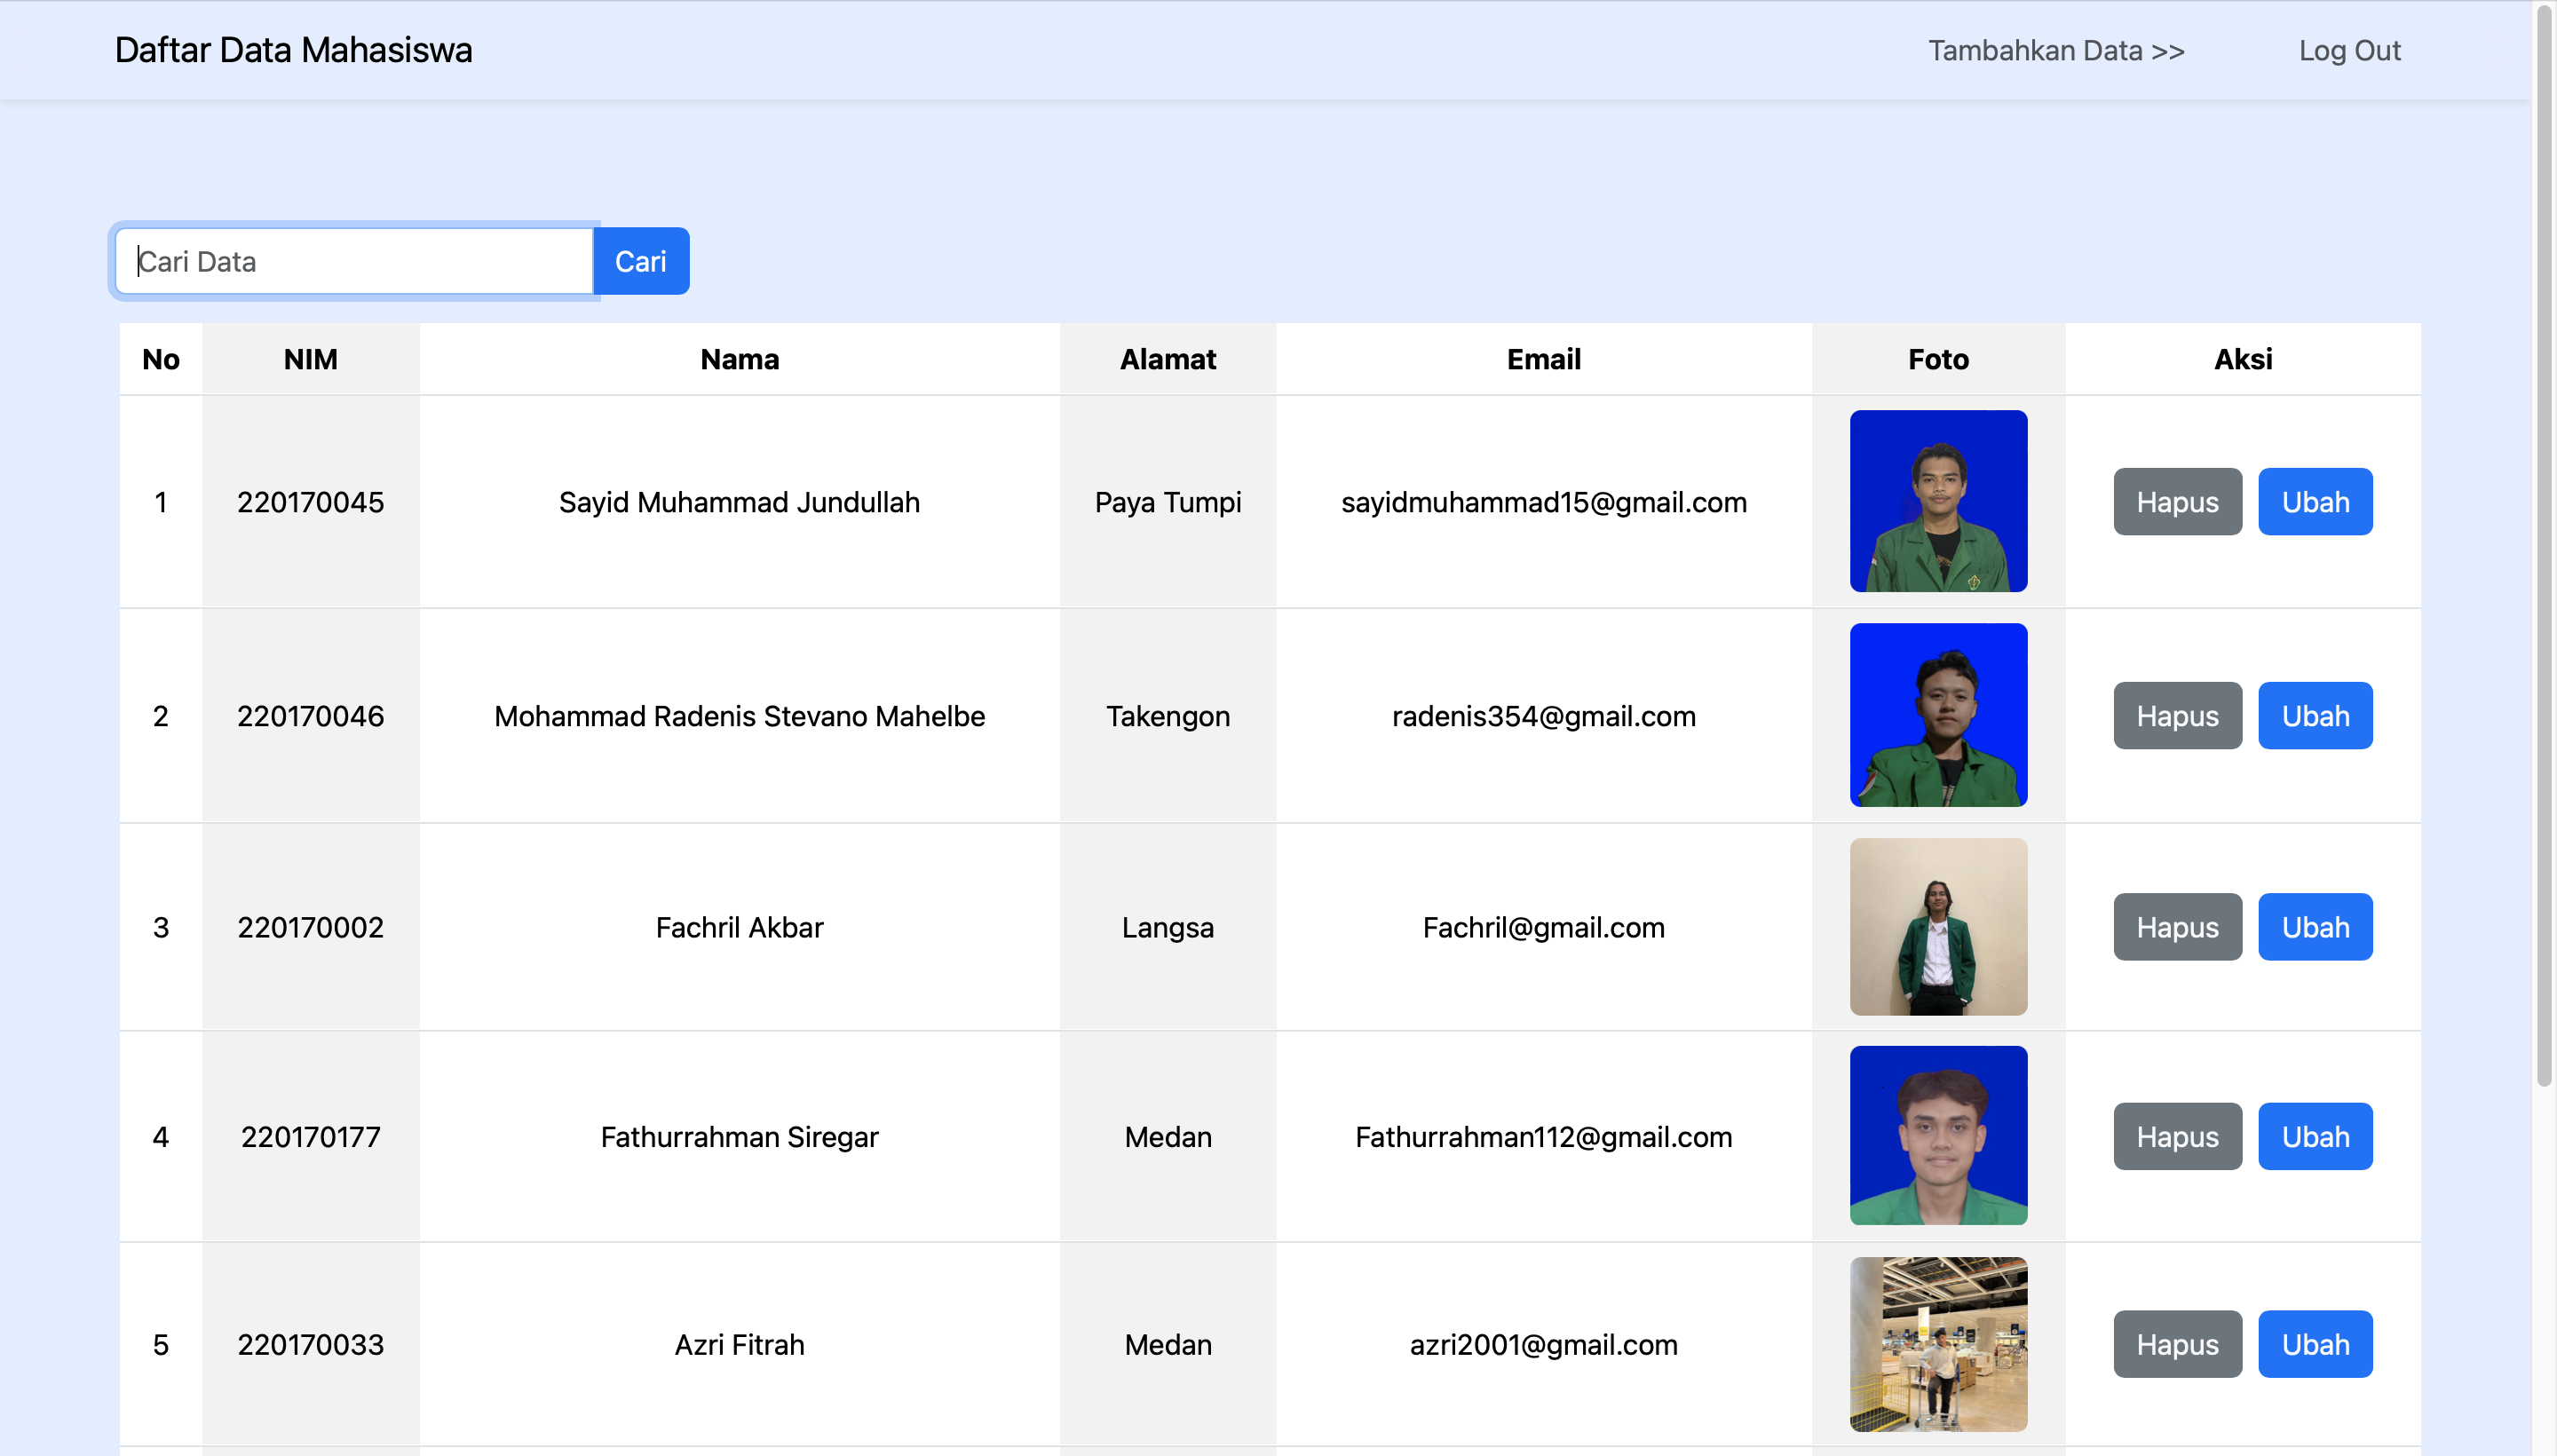 Daftar Data Mahasiswa Tambahkan Data >> Log Out
Cari Data Cari
No NIM Nama Alamat Email Foto Aksi
1 220170045 Sayid Muhammad Jundullah Paya Tumpi sayidmuhammad15@gmail.com Hapus Ubah
2 220170046 Mohammad Radenis Stevano Mahelbe Takengon radenis354@gmail.com Hapus Ubah
3 220170002 Fachril Akbar Langsa Fachril@gmail.com Hapus Ubah
4 220170177 Fathurrahman Siregar Medan Fathurrahman112@gmail.com Hapus Ubah
5 220170033 Azri Fitrah Medan azri2001@gmail.com Hapus Ubah